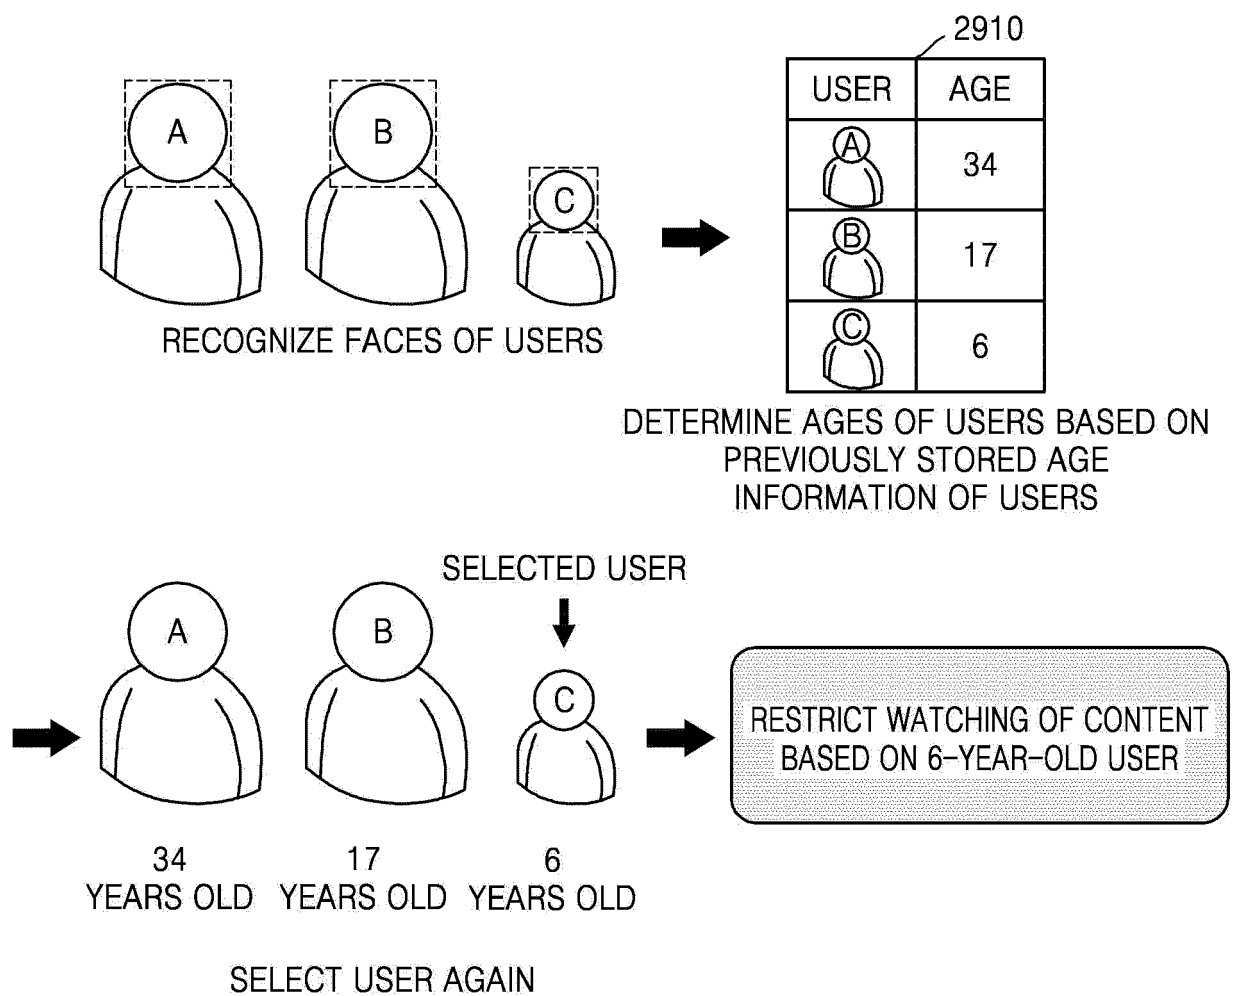 2910
A
B
C
USER AGE
A 34
B 17
C 6
RECOGNIZE FACES OF USERS
DETERMINE AGES OF USERS BASED ON
PREVIOUSLY STORED AGE
INFORMATION OF USERS
SELECTED USER
A
B
C
RESTRICT WATCHING OF CONTENT
BASED ON 6-YEAR-OLD USER
34
YEARS OLD
17
YEARS OLD
6
YEARS OLD
SELECT USER AGAIN